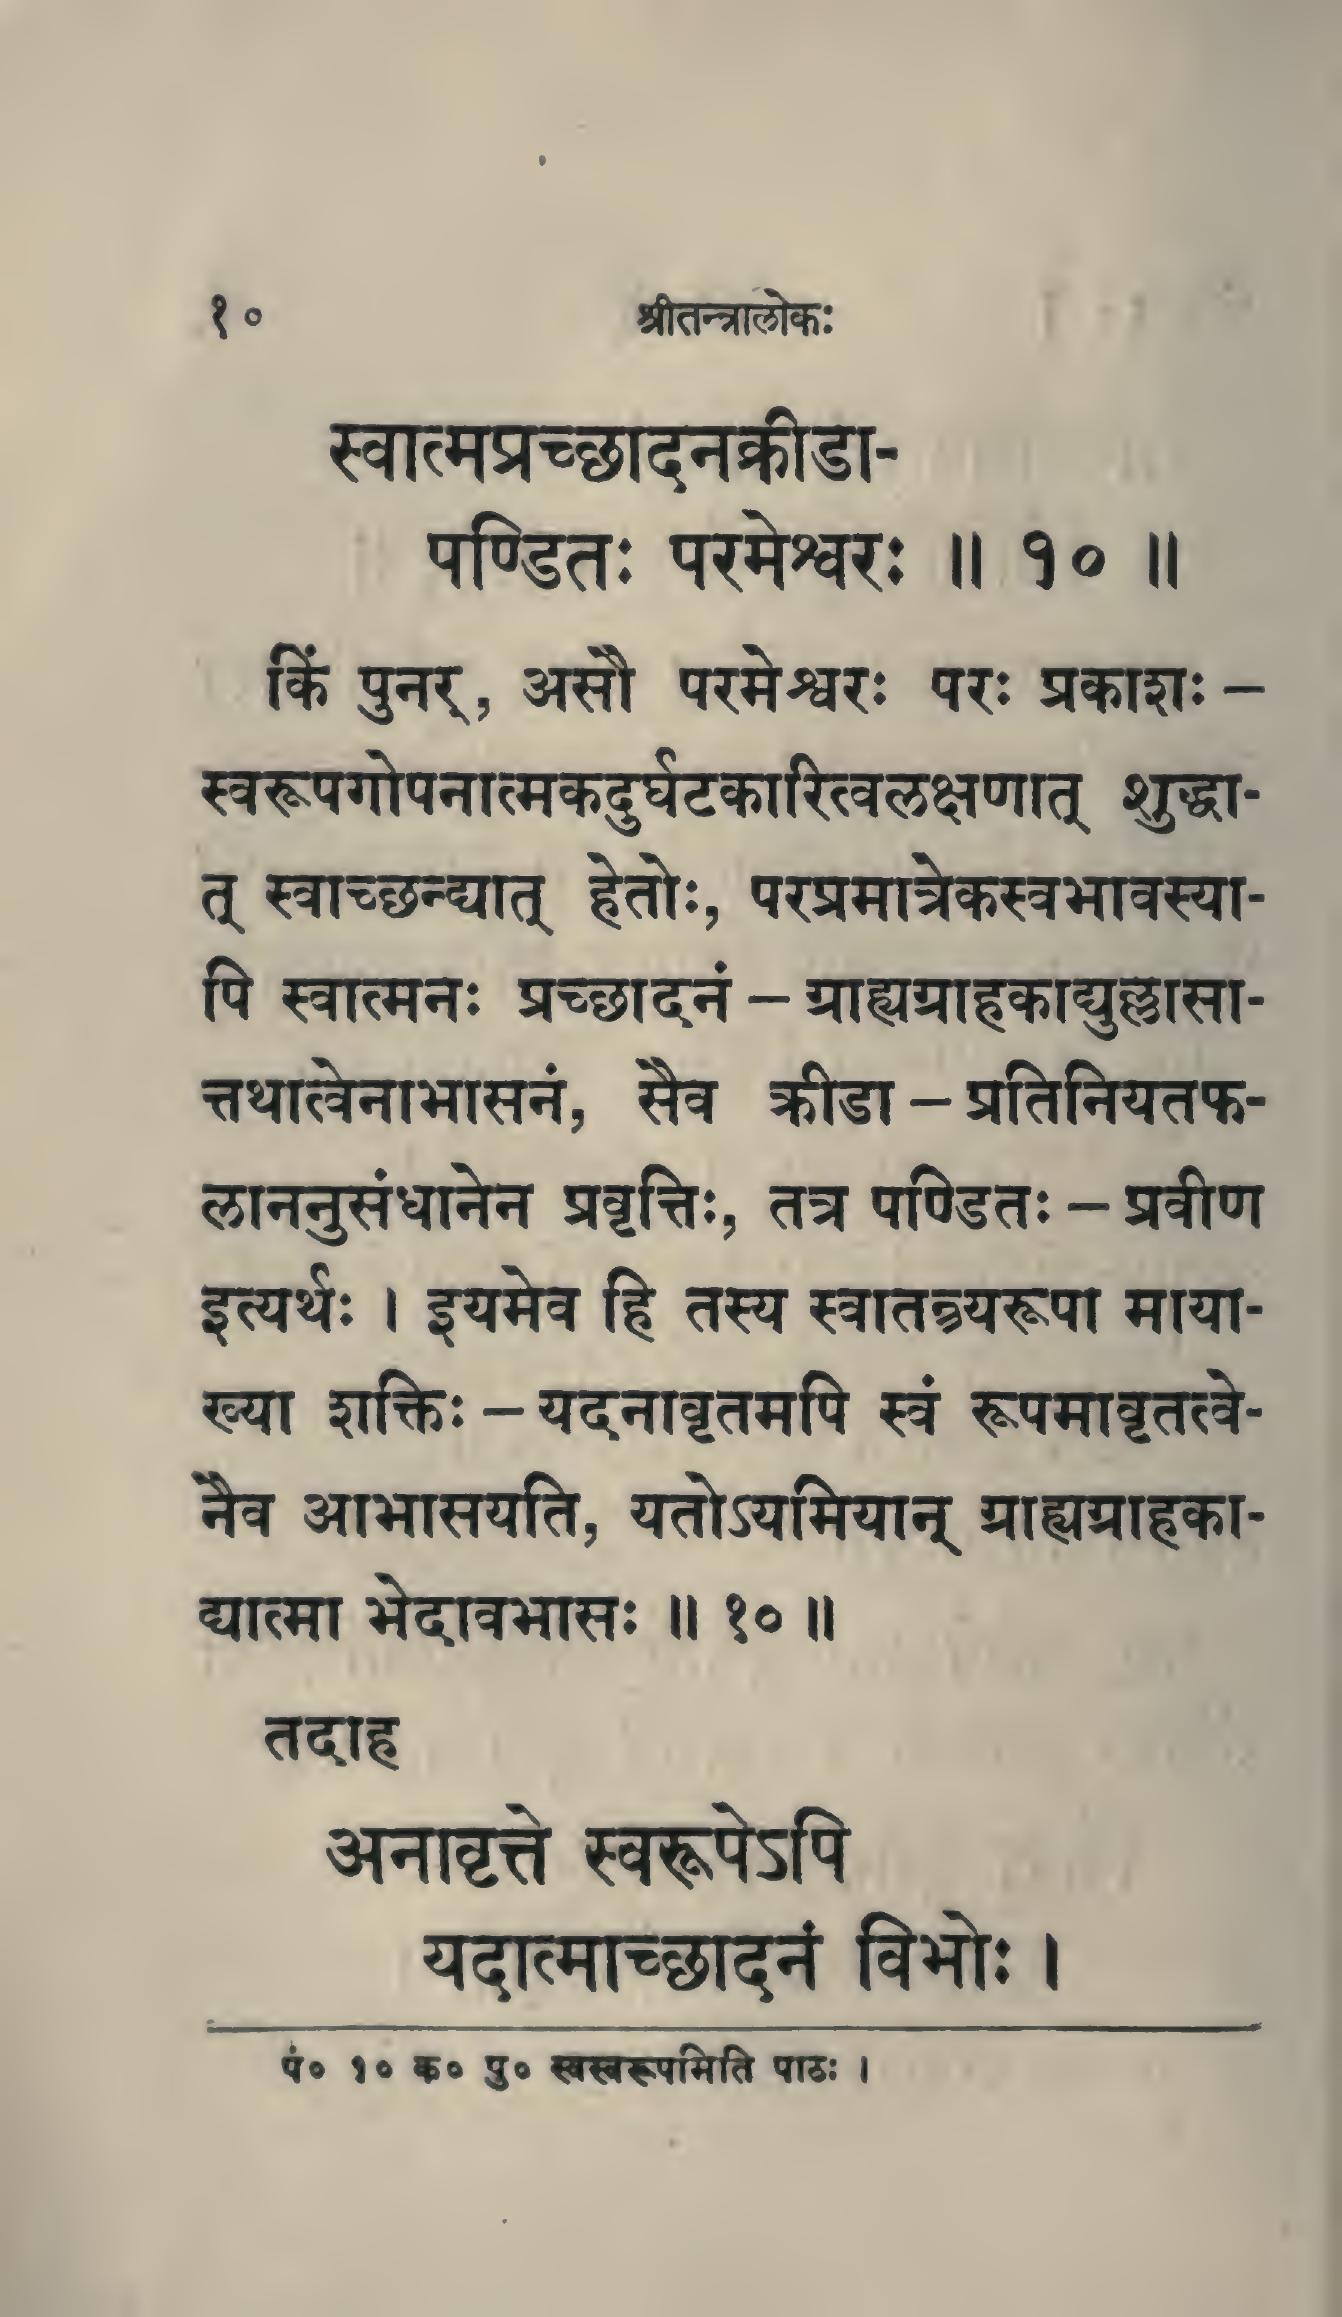 १० श्रीतन्त्रालोकः
स्वात्मप्रच्छादनक्रीडा-
पण्डितः परमेश्वरः ॥ १० ॥
किं पुनर्, असौ परमेश्वरः परः प्रकाशः —
स्वरूपगोपनात्मकदुर्घटकारित्वलक्षणात् शुद्धा-
त् स्वाच्छन्द्यात् हेतोः, परप्रमात्रेकस्वभावस्या-
पि स्वात्मनः प्रच्छादनं — ग्राह्यग्राहकाद्युल्लासा-
त्तथात्वेनाभासनं, सैव क्रीडा — प्रतिनियतफ-
लाननुसंधानेन प्रवृत्तिः, तत्र पण्डितः — प्रवीण
इत्यर्थः । इयमेव हि तस्य स्वातन्त्र्यरूपा माया-
ख्या शक्तिः — यदनावृतमपि स्वं रूपमावृतत्वे-
नैव आभासयति, यतोऽयमियान् ग्राह्यग्राहका-
द्यात्मा भेदावभासः ॥ १० ॥
तदाह
अनावृत्ते स्वरूपेऽपि
यदात्माच्छादनं विभोः ।
पं० १० क० पु० स्वस्वरूपमिति पाठः ।